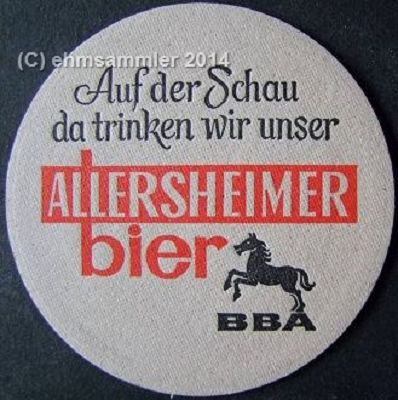 (C) ehmsammler 2014
Auf der Schau
da trinken wir unser
ALLERSHEIMER
bier
BBA